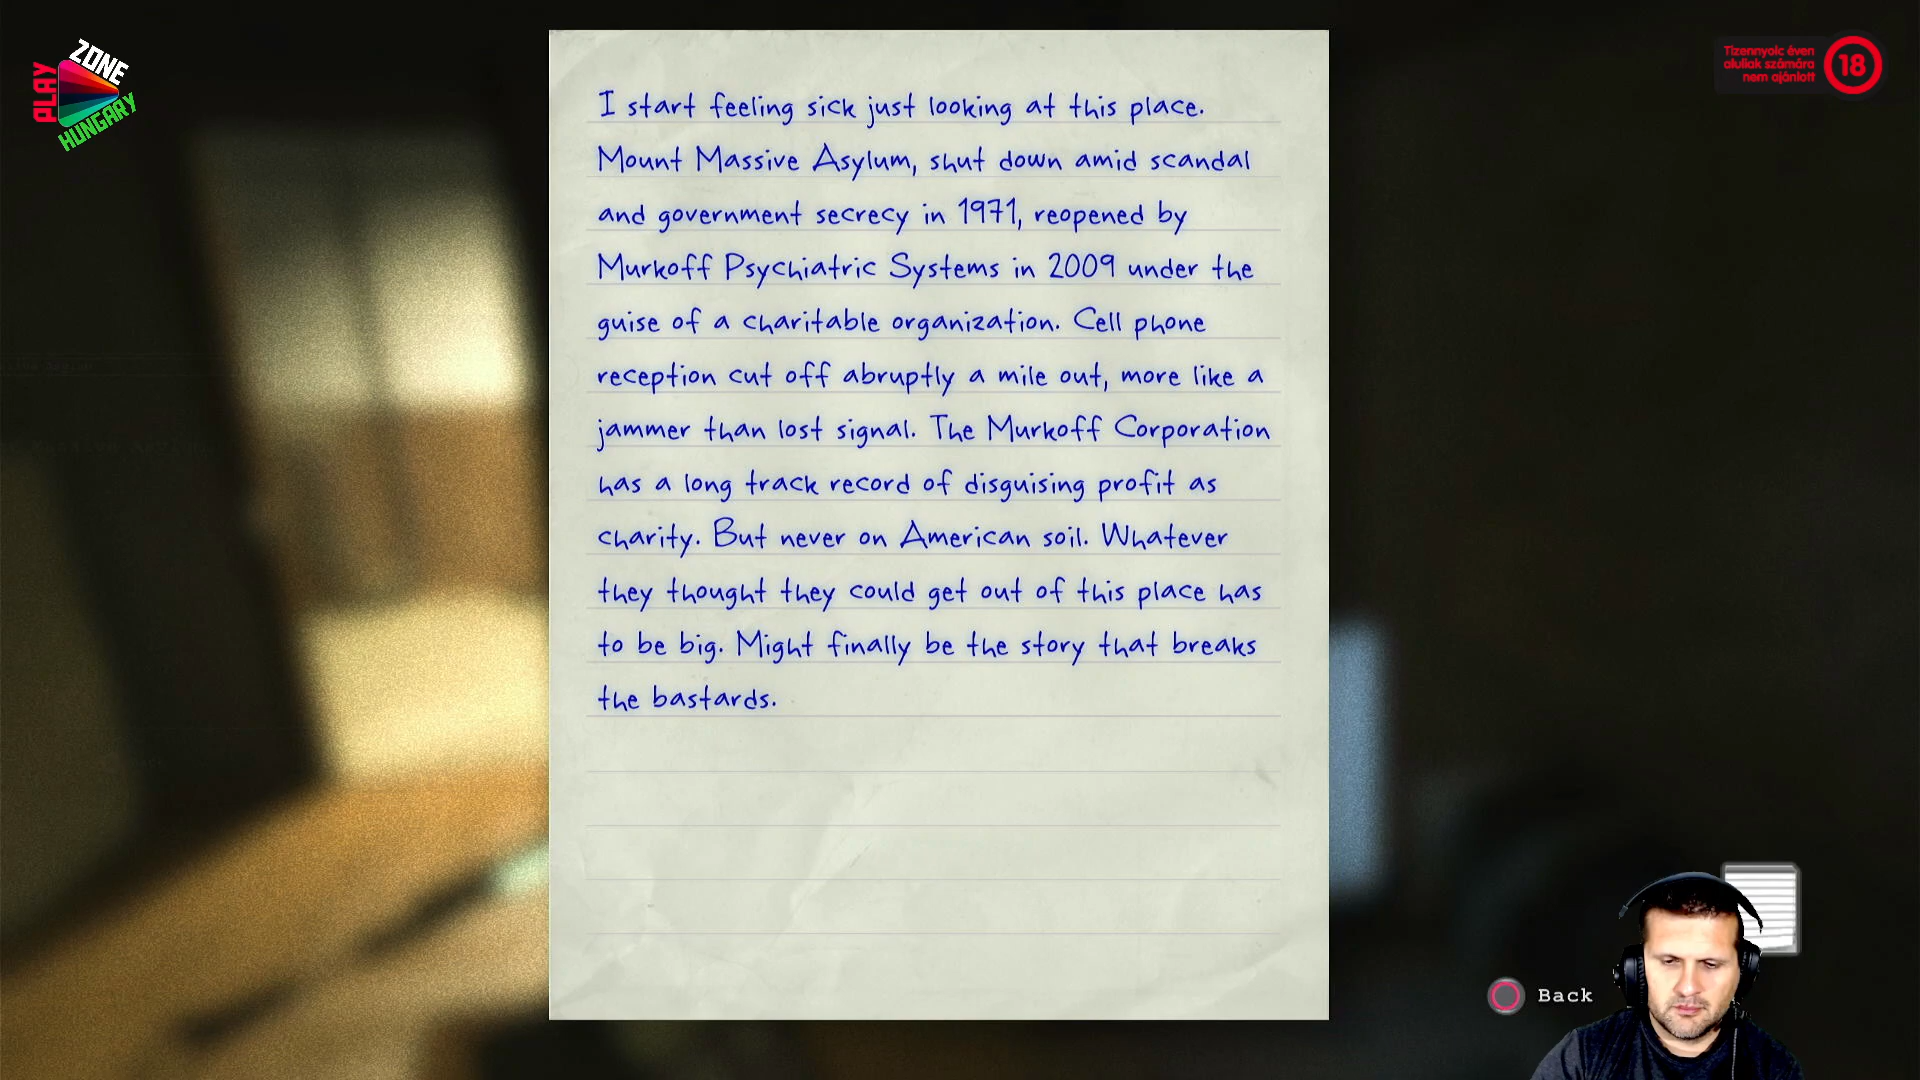 PLAY
ZONE
HUNGARY
Tizennyolc éven
aluliak számára
nem ajánlott
18
I start feeling sick just looking at this place.
Mount Massive Asylum, shut down amid scandal
and government secrecy in 1971, reopened by
Murkoff Psychiatric Systems in 2009 under the
guise of a charitable organization. Cell phone
reception cut off abruptly a mile out, more like a
jammer than lost signal. The Murkoff Corporation
has a long track record of disguising profit as
charity. But never on American soil. Whatever
they thought they could get out of this place has
to be big. Might finally be the story that breaks
the bastards.
Back